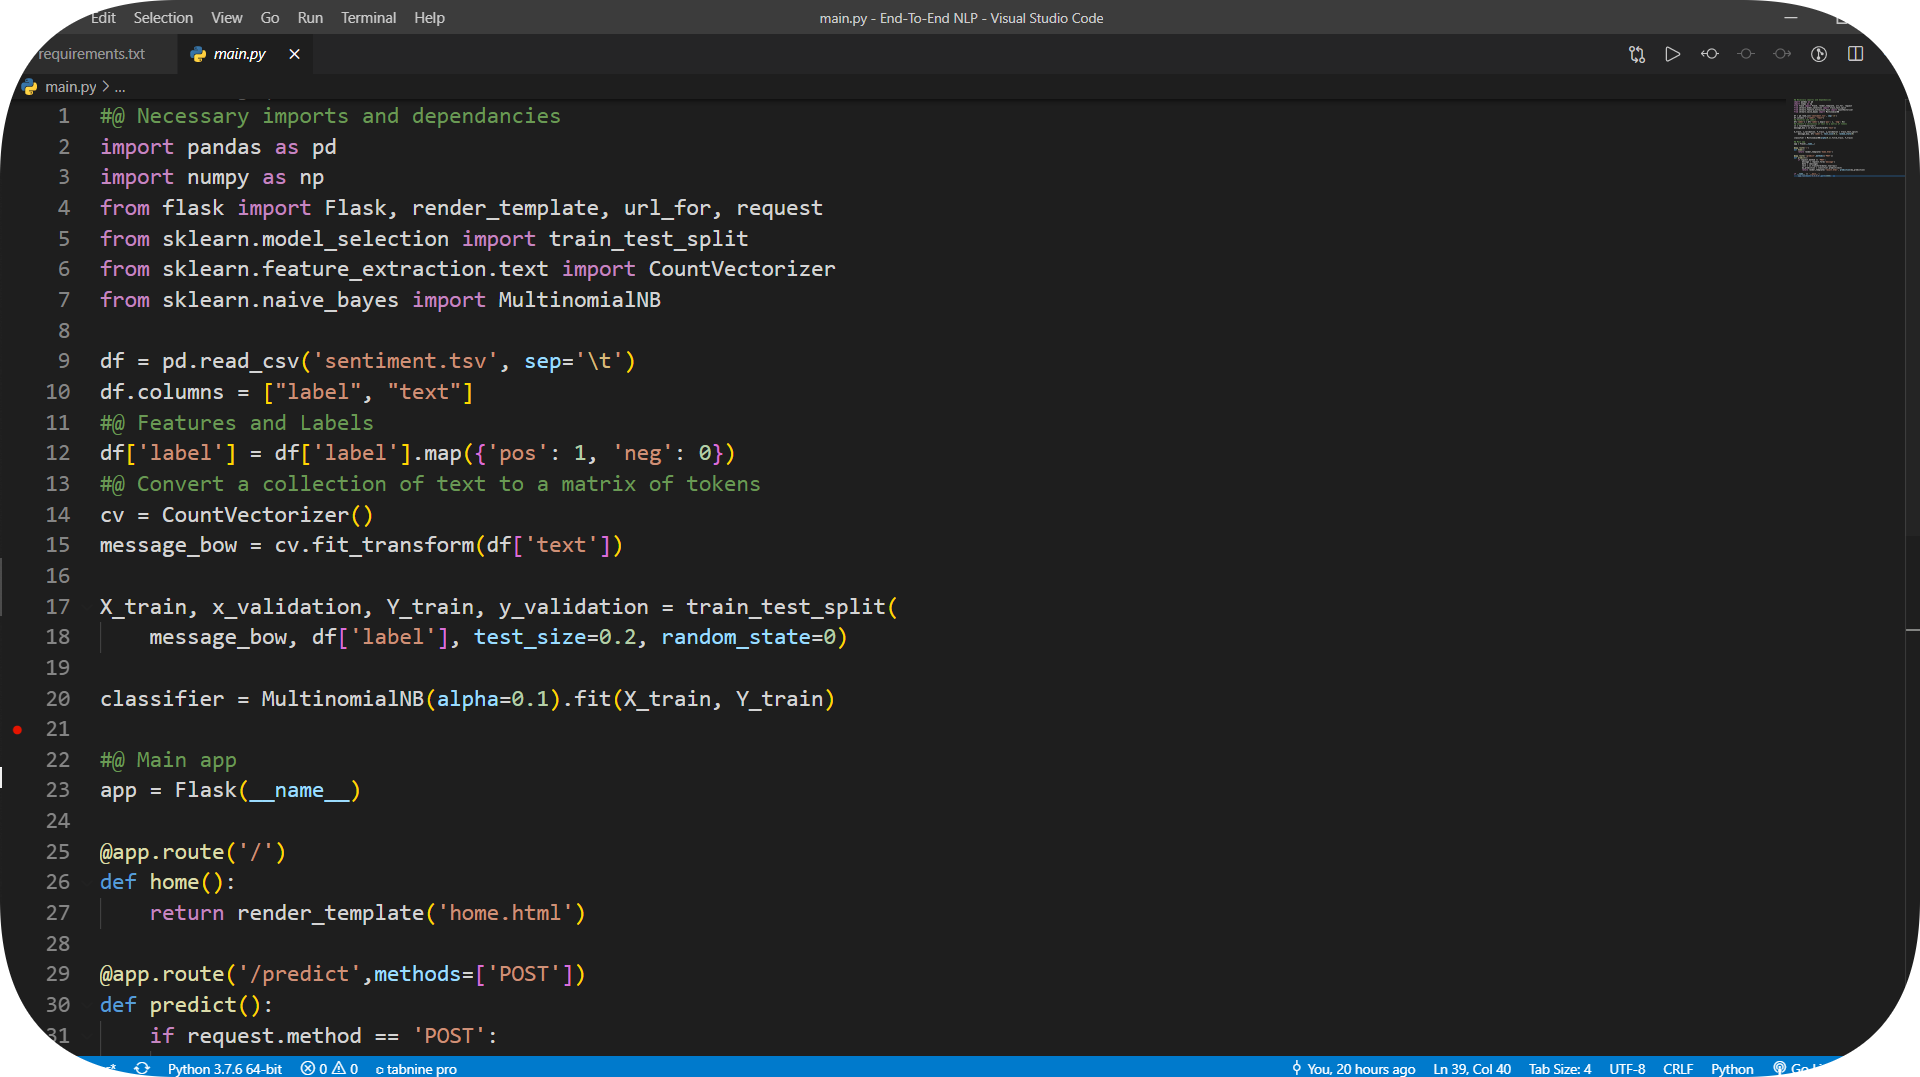 Edit Selection View Go Run Terminal Help
main.py - End-To-End NLP - Visual Studio Code
requirements.txt
main.py
main.py > ...
1 #@ Necessary imports and dependancies
2 import pandas as pd
3 import numpy as np
4 from flask import Flask, render_template, url_for, request
5 from sklearn.model_selection import train_test_split
6 from sklearn.feature_extraction.text import CountVectorizer
7 from sklearn.naive_bayes import MultinomialNB
8
9 df = pd.read_csv('sentiment.tsv', sep='\t')
10 df.columns = ["label", "text"]
11 #@ Features and Labels
12 df['label'] = df['label'].map({'pos': 1, 'neg': 0})
13 #@ Convert a collection of text to a matrix of tokens
14 cv = CountVectorizer()
15 message_bow = cv.fit_transform(df['text'])
16
17 X_train, x_validation, Y_train, y_validation = train_test_split(
18     message_bow, df['label'], test_size=0.2, random_state=0)
19
20 classifier = MultinomialNB(alpha=0.1).fit(X_train, Y_train)
21
22 #@ Main app
23 app = Flask(__name__)
24
25 @app.route('/')
26 def home():
27     return render_template('home.html')
28
29 @app.route('/predict',methods=['POST'])
30 def predict():
31     if request.method == 'POST':
Python 3.7.6 64-bit 0 0 tabnine pro You, 20 hours ago Ln 39, Col 40 Tab Size: 4 UTF-8 CRLF Python Go